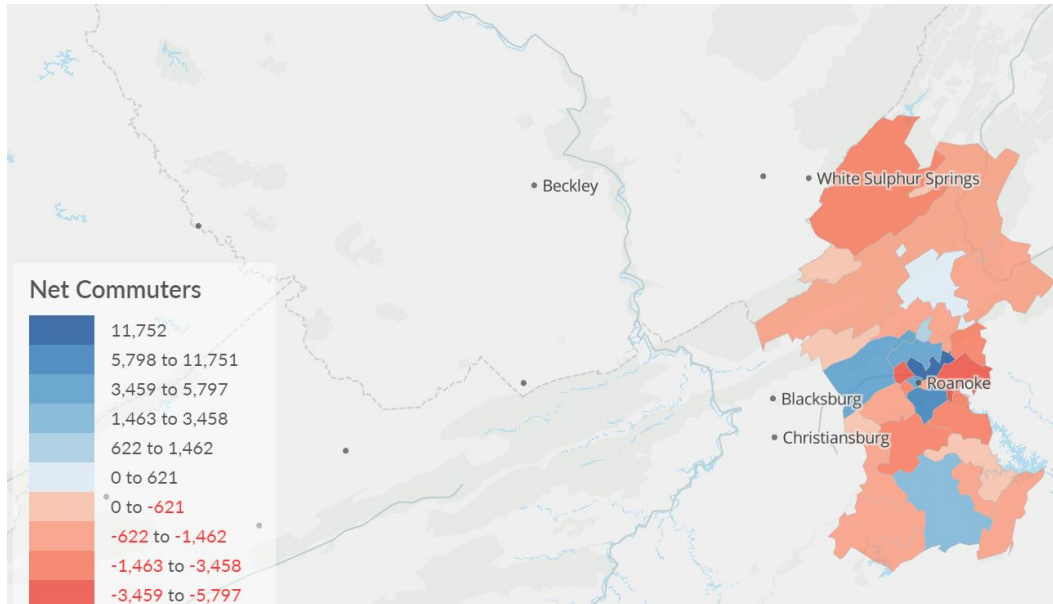 Beckley
White Sulphur Springs
Net Commuters
11,752
5,798 to 11,751
3,459 to 5,797
1,463 to 3,458
622 to 1,462
0 to 621
0 to -621
-622 to -1,462
-1,463 to -3,458
-3,459 to -5,797
Roanoke
Blacksburg
Christiansburg